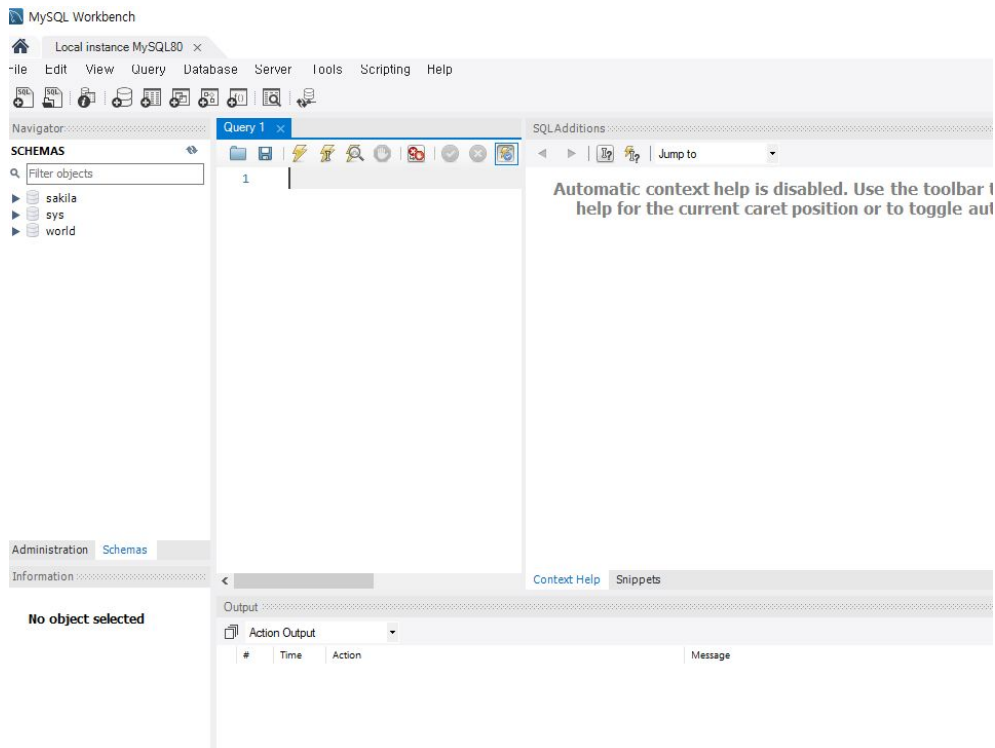 MySQL Workbench
Local instance MySQL80 ×
File Edit View Query Database Server Tools Scripting Help
Navigator
SCHEMAS
Filter objects
sakila
sys
world
Administration Schemas
Information
No object selected
Query 1 ×
1
SQLAdditions
Jump to
Automatic context help is disabled. Use the toolbar t
help for the current caret position or to toggle aut
Context Help Snippets
Output
Action Output
# Time Action Message